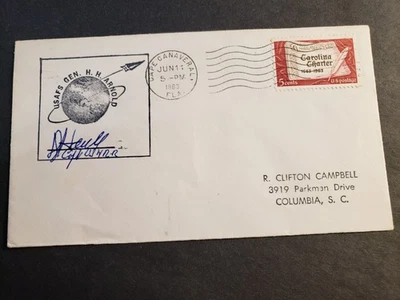 USAFS GEN. H. H. ARNOLD
CAPE CANAVERAL
JUN 11
5 - PM
1963
FLA.
Carolina
Charter
1663-1963
5 cents
U S postage
R. CLIFTON CAMPBELL
3919 Parkman Drive
COLUMBIA, S. C.